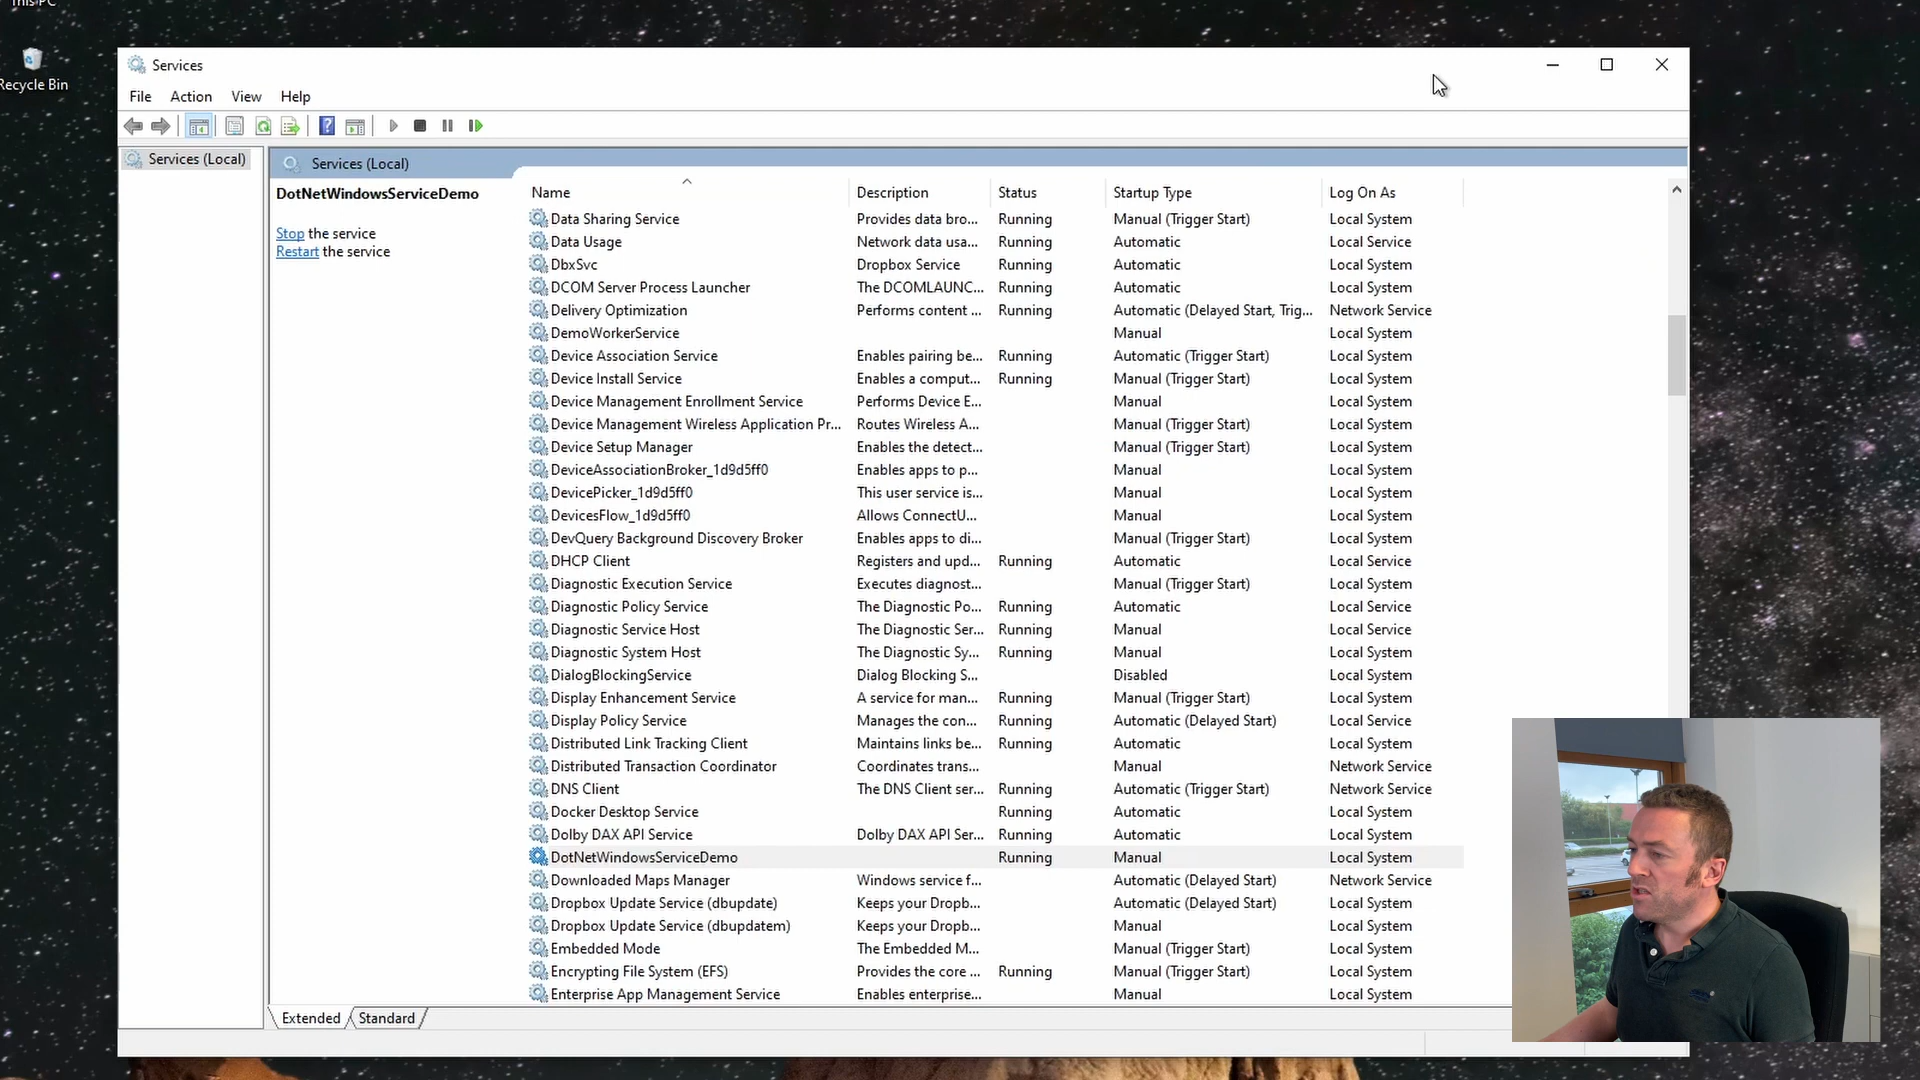 This PC
Recycle Bin
Services
File Action View Help
Services (Local)
Services (Local)
DotNetWindowsServiceDemo
Stop the service
Restart the service
Name Description Status Startup Type Log On As
Data Sharing Service Provides data bro... Running Manual (Trigger Start) Local System
Data Usage Network data usa... Running Automatic Local Service
DbxSvc Dropbox Service Running Automatic Local System
DCOM Server Process Launcher The DCOMLAUNC... Running Automatic Local System
Delivery Optimization Performs content ... Running Automatic (Delayed Start, Trig... Network Service
DemoWorkerService Manual Local System
Device Association Service Enables pairing be... Running Automatic (Trigger Start) Local System
Device Install Service Enables a comput... Running Manual (Trigger Start) Local System
Device Management Enrollment Service Performs Device E... Manual Local System
Device Management Wireless Application Pr... Routes Wireless A... Manual (Trigger Start) Local System
Device Setup Manager Enables the detect... Manual (Trigger Start) Local System
DeviceAssociationBroker_1d9d5ff0 Enables apps to p... Manual Local System
DevicePicker_1d9d5ff0 This user service is... Manual Local System
DevicesFlow_1d9d5ff0 Allows ConnectU... Manual Local System
DevQuery Background Discovery Broker Enables apps to di... Manual (Trigger Start) Local System
DHCP Client Registers and upd... Running Automatic Local Service
Diagnostic Execution Service Executes diagnost... Manual (Trigger Start) Local System
Diagnostic Policy Service The Diagnostic Po... Running Automatic Local Service
Diagnostic Service Host The Diagnostic Ser... Running Manual Local Service
Diagnostic System Host The Diagnostic Sy... Running Manual Local System
DialogBlockingService Dialog Blocking S... Disabled Local System
Display Enhancement Service A service for man... Running Manual (Trigger Start) Local System
Display Policy Service Manages the con... Running Automatic (Delayed Start) Local Service
Distributed Link Tracking Client Maintains links be... Running Automatic Local System
Distributed Transaction Coordinator Coordinates trans... Manual Network Service
DNS Client The DNS Client ser... Running Automatic (Trigger Start) Network Service
Docker Desktop Service Running Automatic Local System
Dolby DAX API Service Dolby DAX API Ser... Running Automatic Local System
DotNetWindowsServiceDemo Running Manual Local System
Downloaded Maps Manager Windows service f... Automatic (Delayed Start) Network Service
Dropbox Update Service (dbupdate) Keeps your Dropb... Automatic (Delayed Start) Local System
Dropbox Update Service (dbupdatem) Keeps your Dropb... Manual Local System
Embedded Mode The Embedded M... Manual (Trigger Start) Local System
Encrypting File System (EFS) Provides the core ... Running Manual (Trigger Start) Local System
Enterprise App Management Service Enables enterprise... Manual Local System
Extended Standard